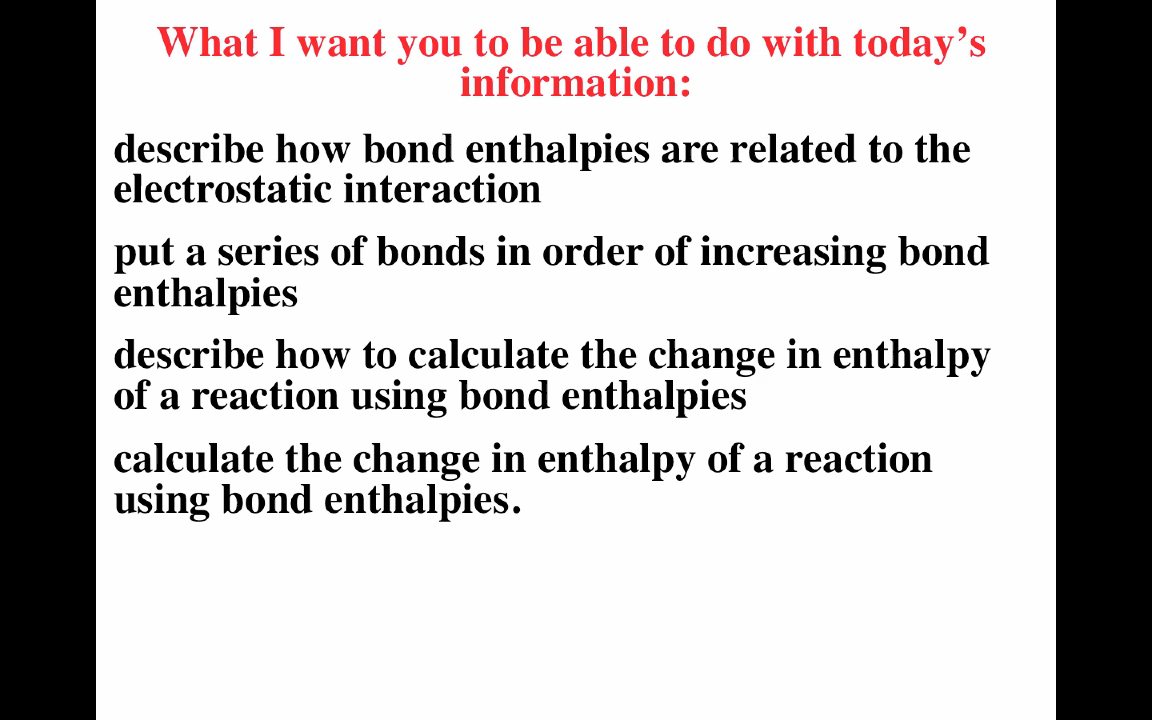 What I want you to be able to do with today’s
information:
describe how bond enthalpies are related to the
electrostatic interaction
put a series of bonds in order of increasing bond
enthalpies
describe how to calculate the change in enthalpy
of a reaction using bond enthalpies
calculate the change in enthalpy of a reaction
using bond enthalpies.